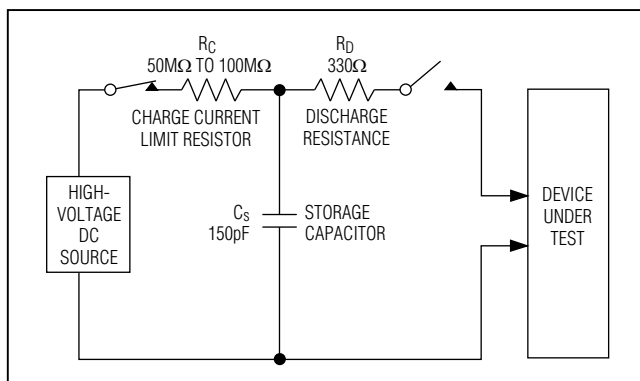 RC
50MΩ TO 100MΩ
CHARGE CURRENT
LIMIT RESISTOR
RD
330Ω
DISCHARGE
RESISTANCE
HIGH-
VOLTAGE
DC
SOURCE
CS
150pF
STORAGE
CAPACITOR
DEVICE
UNDER
TEST